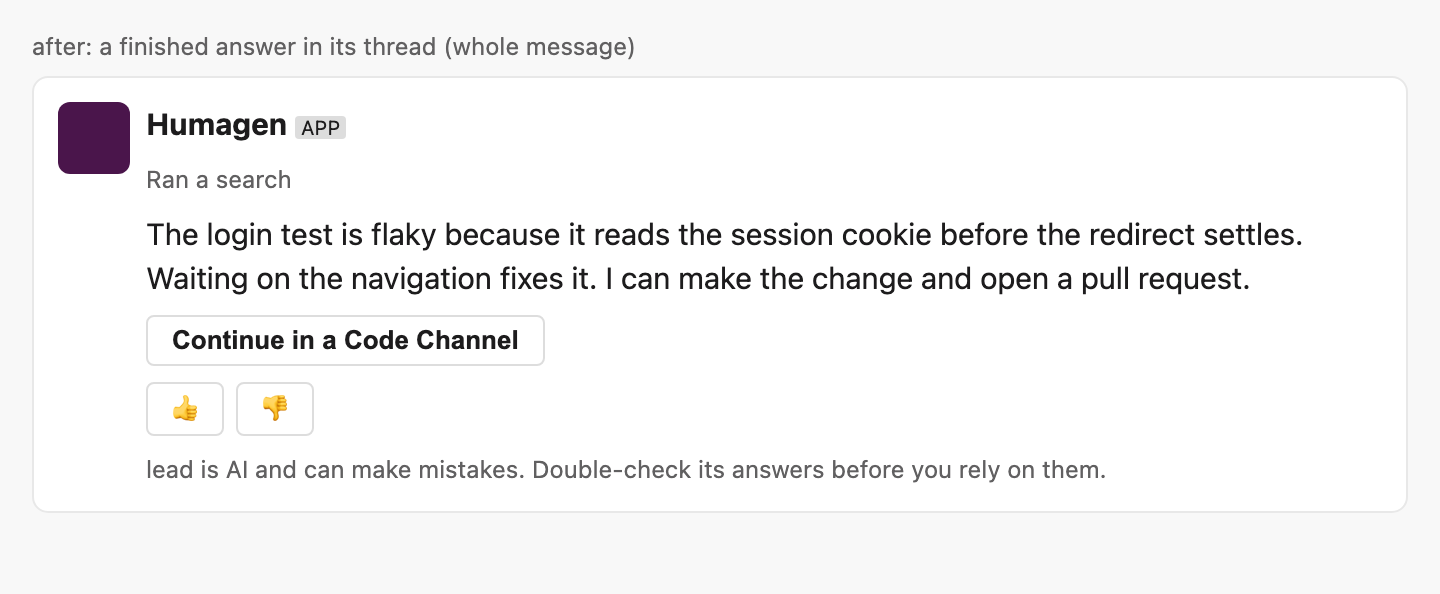 after: a finished answer in its thread (whole message)
Humagen APP
Ran a search
The login test is flaky because it reads the session cookie before the redirect settles.
Waiting on the navigation fixes it. I can make the change and open a pull request.
Continue in a Code Channel
👍 👎
lead is AI and can make mistakes. Double-check its answers before you rely on them.